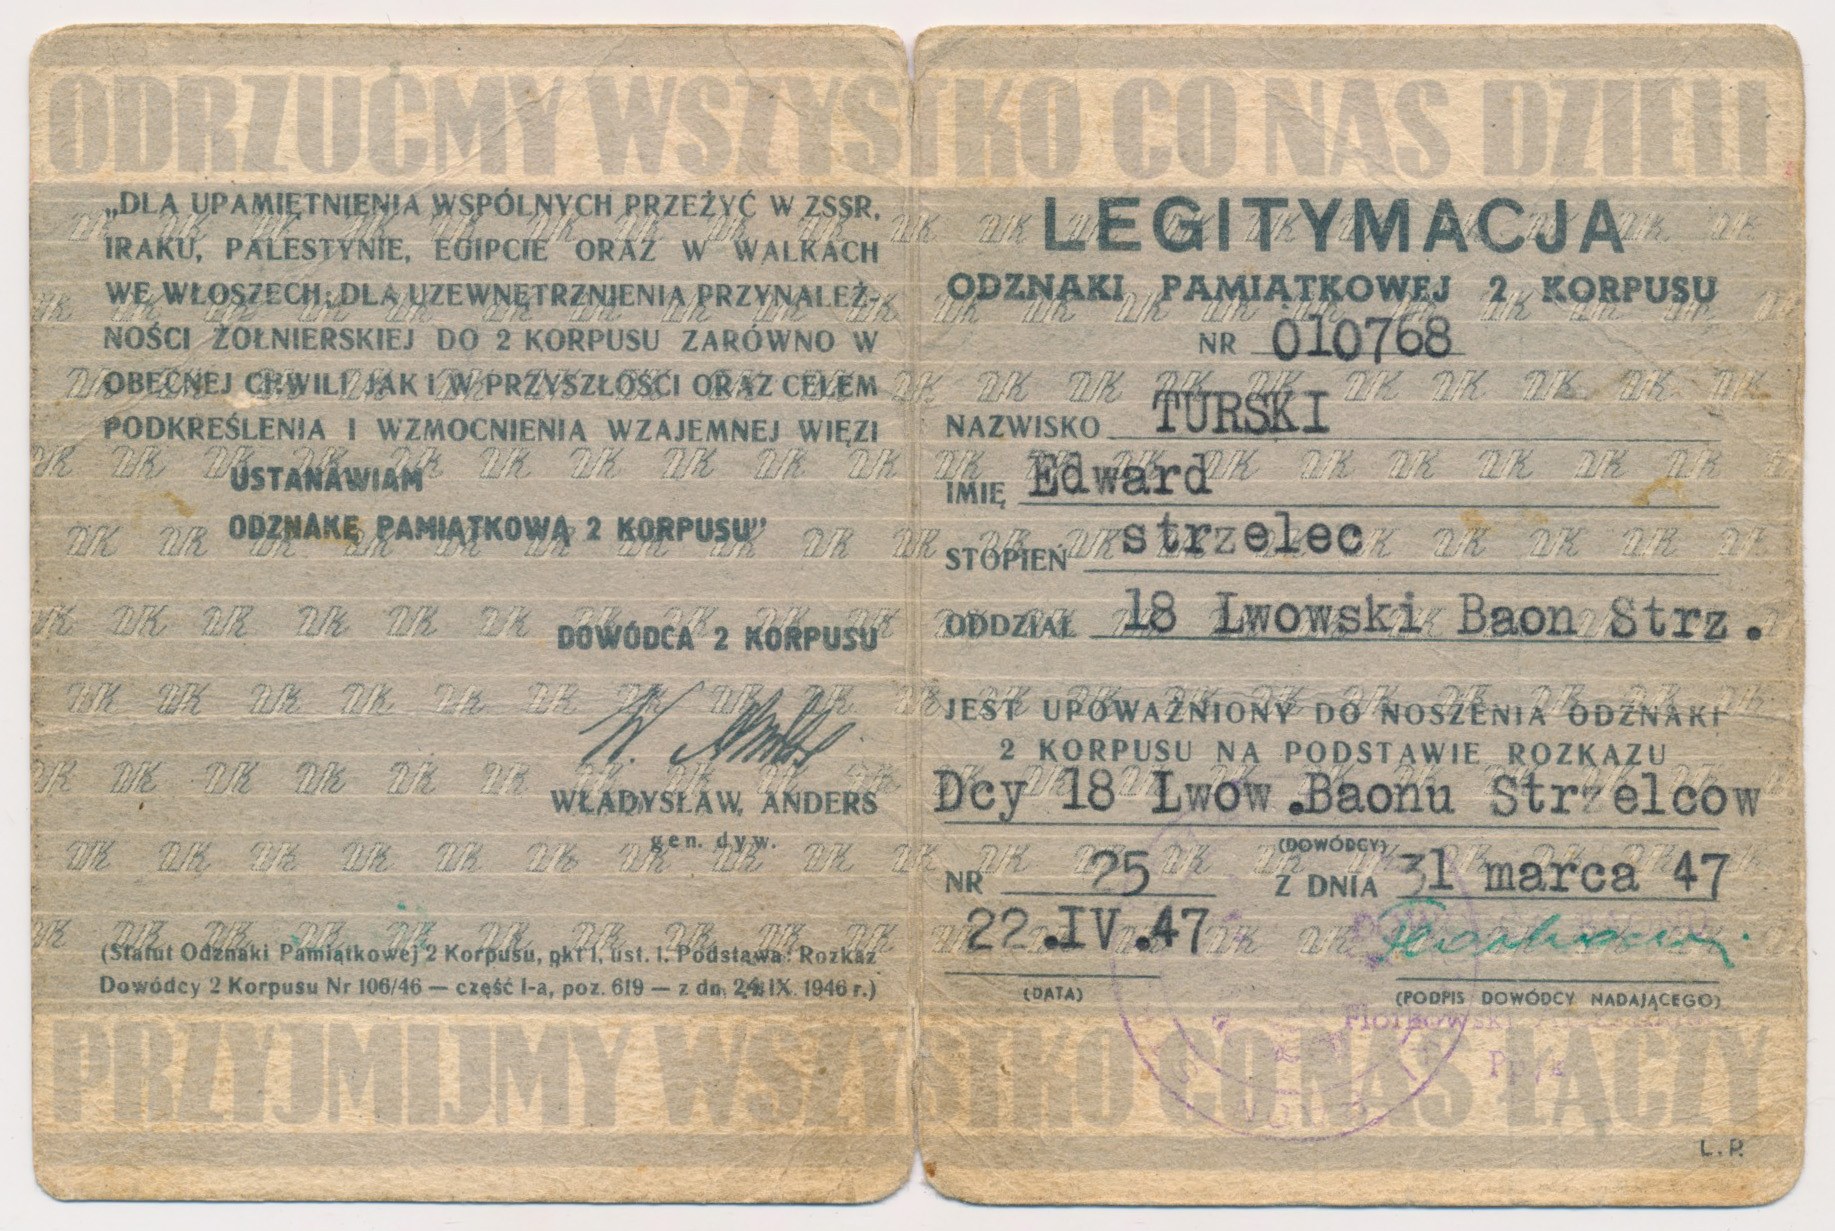 ODRZUĆMY WSZYSTKO CO NAS DZIELI
„DLA UPAMIĘTNIENIA WSPÓLNYCH PRZEŻYĆ W ZSSR,
IRAKU, PALESTYNIE, EGIPCIE ORAZ W WALKACH
WE WŁOSZECH; DLA UZEWNĘTRZNIENIA PRZYNALEŻ-
NOŚCI ŻOŁNIERSKIEJ DO 2 KORPUSU ZARÓWNO W
OBECNEJ CHWILI JAK I W PRZYSZŁOŚCI ORAZ CELEM
PODKREŚLENIA I WZMOCNIENIA WZAJEMNEJ WIĘZI
USTANAWIAM
ODZNAKĘ PAMIĄTKOWĄ 2 KORPUSU”
DOWÓDCA 2 KORPUSU
W. Anders
WŁADYSŁAW ANDERS
gen. dyw.
(Statut Odznaki Pamiątkowej 2 Korpusu, pkt I, ust. 1. Podstawa: Rozkaz
Dowódcy 2 Korpusu Nr 106/46 — część I-a, poz. 619 — z dn. 24. IX. 1946 r.)
LEGITYMACJA
ODZNAKI PAMIĄTKOWEJ 2 KORPUSU
NR 010768
NAZWISKO TURSKI
IMIĘ Edward
STOPIEŃ strzelec
ODDZIAŁ 18 Lwowski Baon Strz.
JEST UPOWAŻNIONY DO NOSZENIA ODZNAKI
2 KORPUSU NA PODSTAWIE ROZKAZU
Dcy 18 Lwow.Baonu Strzelcow
(DOWÓDCY)
NR 25 Z DNIA 31 marca 47
22.IV.47
(DATA) (PODPIS DOWÓDCY NADAJĄCEGO)
PRZYJMIJMY WSZYSTKO CO NAS ŁĄCZY
L. P.